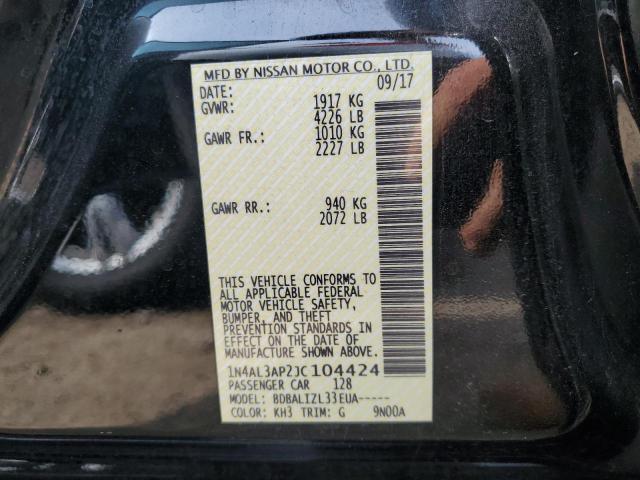 MFD BY NISSAN MOTOR CO., LTD.
DATE: 09/17
GVWR: 1917 KG
4226 LB
GAWR FR.: 1010 KG
2227 LB
GAWR RR.: 940 KG
2072 LB
THIS VEHICLE CONFORMS TO
ALL APPLICABLE FEDERAL
MOTOR VEHICLE SAFETY,
BUMPER, AND THEFT
PREVENTION STANDARDS IN
EFFECT ON THE DATE OF
MANUFACTURE SHOWN ABOVE.
1N4AL3AP2JC104424
PASSENGER CAR 128
MODEL: BDBALIZL33EUA-----
COLOR: KH3 TRIM: G 9N00A